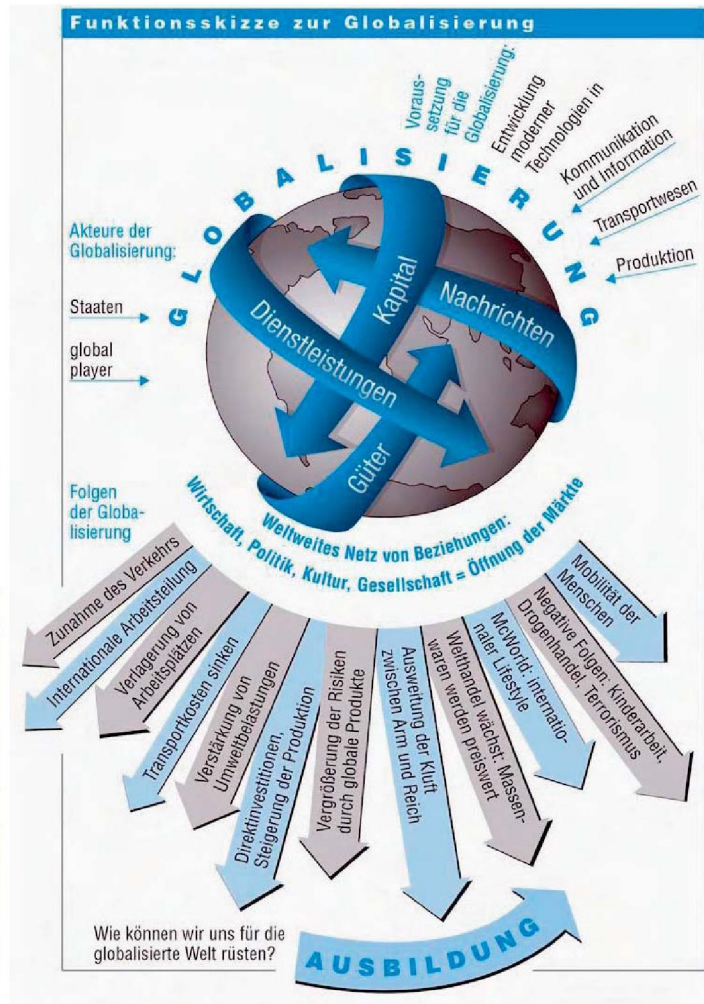 Funktionsskizze zur Globalisierung
Voraus-
setzung
für die
Globalisierung:
Entwicklung
moderner
Technologien in
Kommunikation
und Information
Transportwesen
Produktion
GLOBALISIERUNG
Akteure der
Globalisierung:
Staaten
global
player
Kapital
Nachrichten
Dienstleistungen
Güter
Folgen
der Globa-
lisierung
Weltweites Netz von Beziehungen:
Wirtschaft, Politik, Kultur, Gesellschaft = Öffnung der Märkte
Zunahme des Verkehrs
Internationale Arbeitsteilung
Verlagerung von
Arbeitsplätzen
Transportkosten sinken
Verstärkung von
Umweltbelastungen
Direktinvestitionen,
Steigerung der Produktion
Vergrößerung der Risiken
durch globale Produkte
Ausweitung der Kluft
zwischen Arm und Reich
Welthandel wächst: Massen-
waren werden preiswert
McWorld: internatio-
naler Lifestyle
Negative Folgen: Kinderarbeit,
Drogenhandel, Terrorismus
Mobilität der
Menschen
Wie können wir uns für die
globalisierte Welt rüsten?
AUSBILDUNG